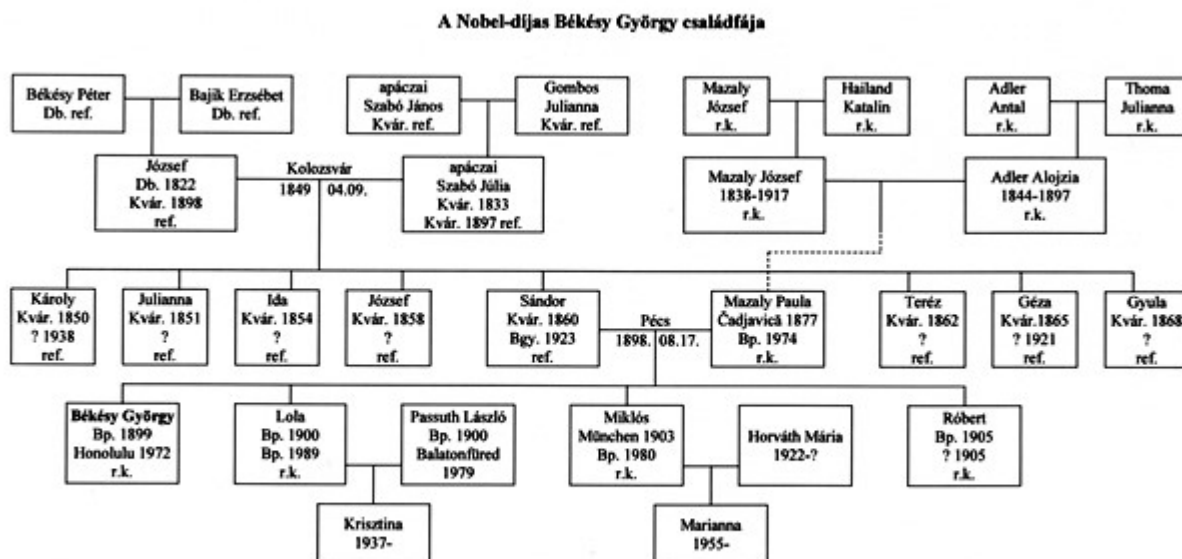 A Nobel-díjas Békésy György családfája
Békésy Péter
Db. ref.
Bajik Erzsébet
Db. ref.
apáczai
Szabó János
Kvár. ref.
Gombos
Julianna
Kvár. ref.
Mazaly
József
r.k.
Hailand
Katalin
r.k.
Adler
Antal
r.k.
Thoma
Julianna
r.k.
József
Db. 1822
Kvár. 1898
ref.
Kolozsvár
1849 04.09.
apáczai
Szabó Júlia
Kvár. 1833
Kvár. 1897 ref.
Mazaly József
1838-1917
r.k.
Adler Alojzia
1844-1897
r.k.
Károly
Kvár. 1850
? 1938
ref.
Julianna
Kvár. 1851
?
ref.
Ida
Kvár. 1854
?
ref.
József
Kvár. 1858
?
ref.
Sándor
Kvár. 1860
Bgy. 1923
ref.
Pécs
1898. 08.17.
Mazaly Paula
Čadjavică 1877
Bp. 1974
r.k.
Teréz
Kvár. 1862
?
ref.
Géza
Kvár.1865
? 1921
ref.
Gyula
Kvár. 1868
?
ref.
Békésy György
Bp. 1899
Honolulu 1972
r.k.
Lola
Bp. 1900
Bp. 1989
r.k.
Passuth László
Bp. 1900
Balatonfüred
1979
Miklós
München 1903
Bp. 1980
r.k.
Horváth Mária
1922-?
Róbert
Bp. 1905
? 1905
r.k.
Krisztina
1937-
Marianna
1955-